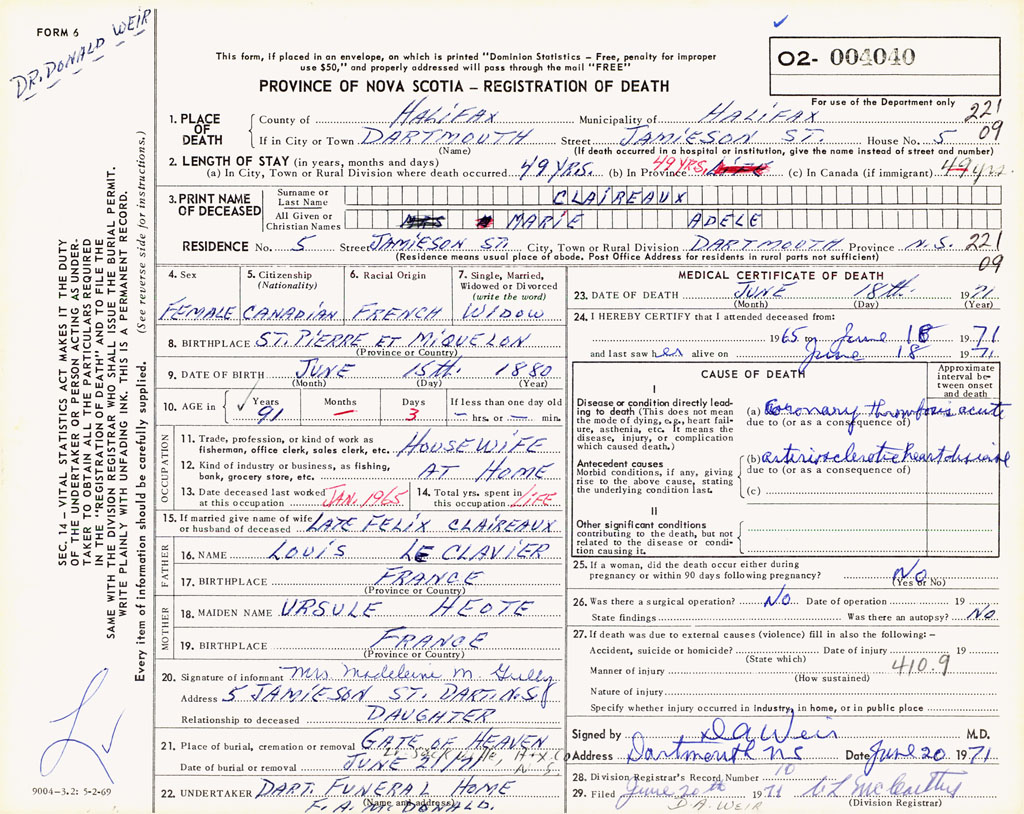 FORM 6
DR. DONALD WEIR
This form, if placed in an envelope, on which is printed "Dominion Statistics – Free, penalty for improper
use $50," and properly addressed will pass through the mail "FREE"
PROVINCE OF NOVA SCOTIA – REGISTRATION OF DEATH
02- 004040
For use of the Department only
221
09
1. PLACE OF DEATH
County of HALIFAX Municipality of HALIFAX
If in City or Town DARTMOUTH Street JAMIESON ST. House No. 5
(Name) (If death occurred in a hospital or institution, give the name instead of street and number)
2. LENGTH OF STAY (in years, months and days)
(a) In City, Town or Rural Division where death occurred 49 YRS. (b) In Province 49 YRS. (c) In Canada (if immigrant) 49 yrs.
3. PRINT NAME OF DECEASED
Surname or Last Name CLAIREAUX
All Given or Christian Names MARIE ADELE
RESIDENCE No. 5 Street JAMIESON ST. City, Town or Rural Division DARTMOUTH Province N.S. 221
(Residence means usual place of abode. Post Office Address for residents in rural parts not sufficient)
09
4. Sex
FEMALE
5. Citizenship
(Nationality)
CANADIAN
6. Racial Origin
FRENCH
7. Single, Married,
Widowed or Divorced
(write the word)
WIDOW
8. BIRTHPLACE ST. PIERRE ET MIQUELON
(Province or Country)
9. DATE OF BIRTH JUNE 15th. 1880
(Month) (Day) (Year)
10. AGE in Years Months Days If less than one day
91 – 3 hrs. or – min.
OCCUPATION
11. Trade, profession, or kind of work as
fisherman, office clerk, sales clerk, etc. HOUSEWIFE
12. Kind of industry or business, as fishing,
bank, grocery store, etc. AT HOME
13. Date deceased last worked
at this occupation JAN. 1965
14. Total yrs. spent in
this occupation LIFE
15. If married give name of wife
or husband of deceased LATE FELIX CLAIREAUX
FATHER
16. NAME LOUIS LE CLAVIER
17. BIRTHPLACE FRANCE
(Province or Country)
MOTHER
18. MAIDEN NAME URSULE HEOTE
19. BIRTHPLACE FRANCE
(Province or Country)
20. Signature of informant Mrs Madeleine M.
Address 5 JAMIESON ST. DART. N.S.
Relationship to deceased DAUGHTER
21. Place of burial, cremation or removal GATE OF HEAVEN
Date of burial or removal JUNE 21/71
22. UNDERTAKER DART. FUNERAL HOME
(Name and address)
F. A. McDONALD.
MEDICAL CERTIFICATE OF DEATH
23. DATE OF DEATH JUNE 18th. 1971
(Month) (Day) (Year)
24. I HEREBY CERTIFY that I attended deceased from:
1965 to June 18 1971
and last saw her alive on June 18 1971
CAUSE OF DEATH
Approximate
interval be-
tween onset
and death
I
Disease or condition directly lead-
ing to death (This does not mean
the mode of dying, e.g., heart fail-
ure, asthenia, etc. It means the
disease, injury, or complication
which caused death.)
(a) coronary thrombosis acute
due to (or as a consequence of)
Antecedent causes
Morbid conditions, if any, giving
rise to the above cause, stating
the underlying condition last.
(b) arteriosclerotic heart disease
due to (or as a consequence of)
(c)
II
Other significant conditions
contributing to the death, but not
related to the disease or condi-
tion causing it.
25. If a woman, did the death occur either during
pregnancy or within 90 days following pregnancy? No
(Yes or No)
26. Was there a surgical operation? No Date of operation 19
State findings Was there an autopsy? No
27. If death was due to external causes (violence) fill in also the following: –
Accident, suicide or homicide? Date of injury 19
(State which)
410.9
Manner of injury
(How sustained)
Nature of injury
Specify whether injury occurred in industry, in home, or in public place
Signed by D A Weir M.D.
Address Dartmouth NS Date June 20 1971
28. Division Registrar's Record Number 10
29. Filed June 20th 1971
D. A. WEIR (Division Registrar)
SEC. 14 – VITAL STATISTICS ACT MAKES IT THE DUTY
OF THE UNDERTAKER OR PERSON ACTING AS UNDER-
TAKER TO OBTAIN ALL THE PARTICULARS REQUIRED
IN THE "REGISTRATION OF DEATH" AND TO FILE THE
SAME WITH THE DIVISION REGISTRAR WHO SHALL ISSUE THE BURIAL PERMIT.
WRITE PLAINLY WITH UNFADING INK. THIS IS A PERMANENT RECORD.
Every item of information should be carefully supplied. (See reverse side for instructions.)
9004-3.2: 5-2-69